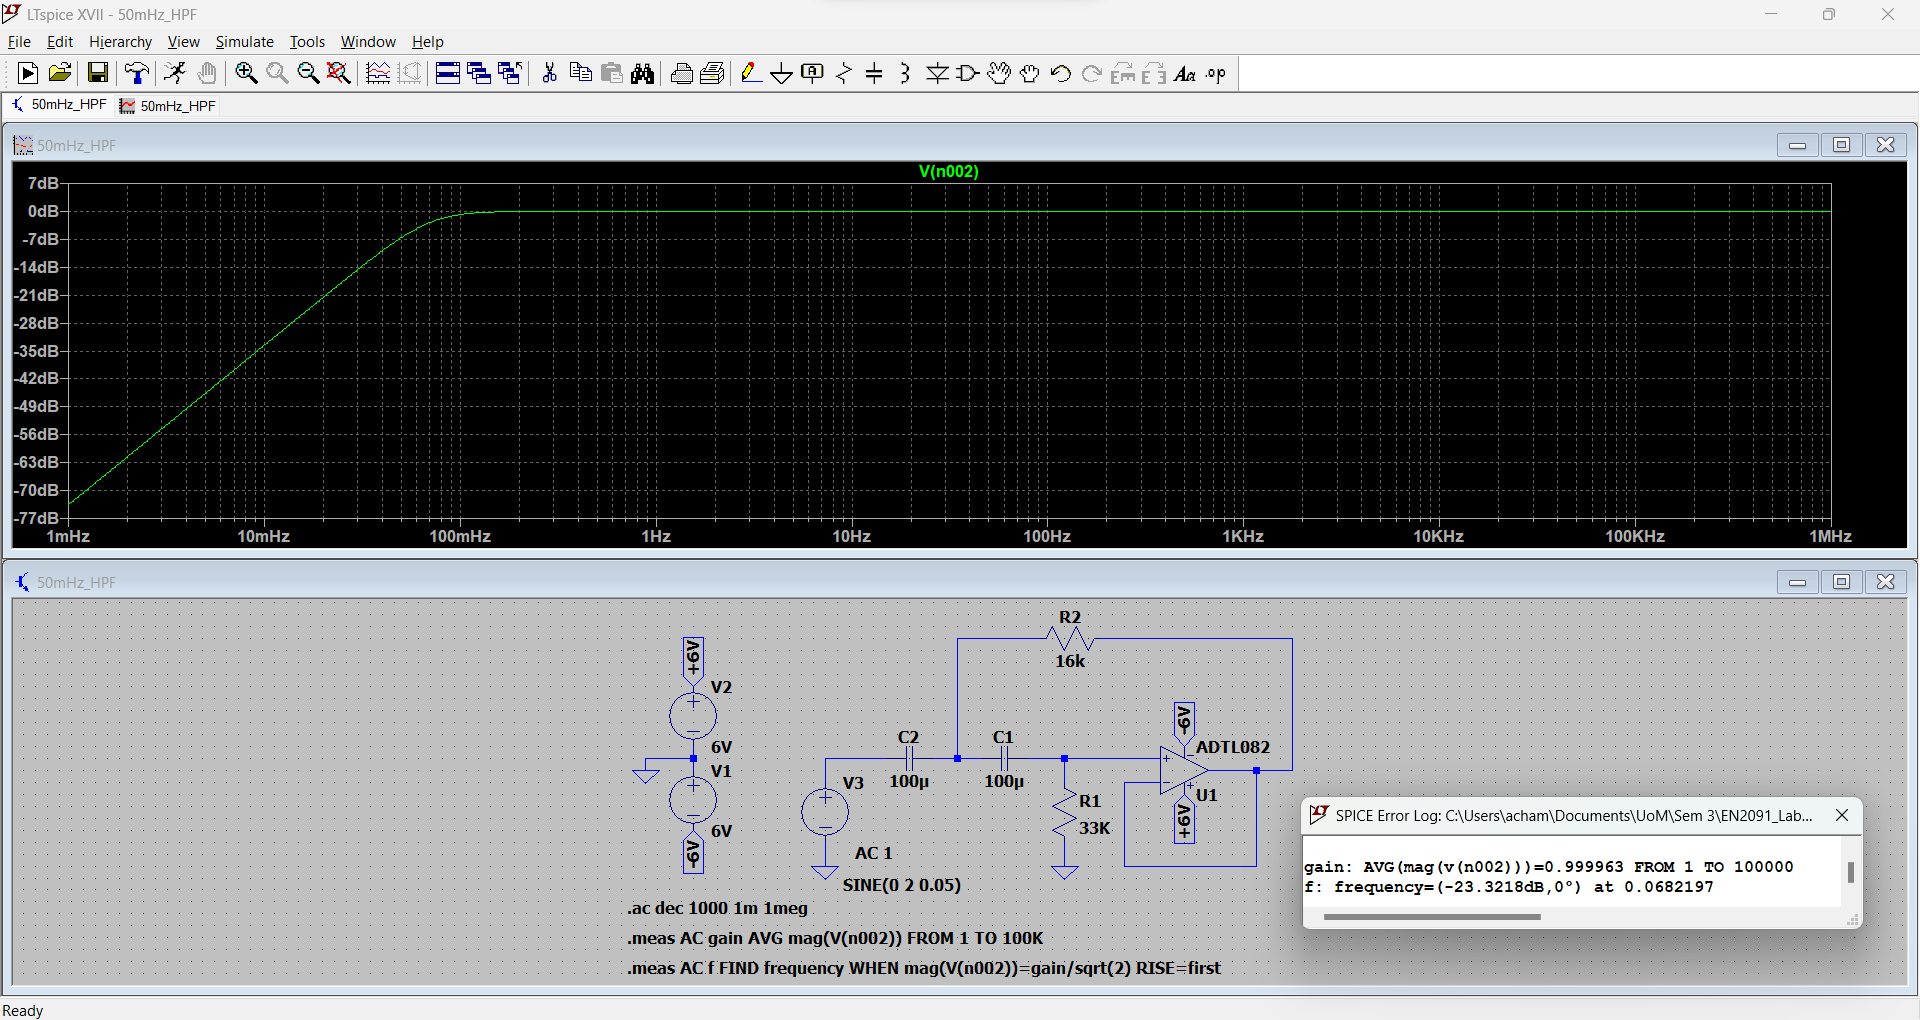 LTspice XVII - 50mHz_HPF
File Edit Hierarchy View Simulate Tools Window Help
.op
50mHz_HPF 50mHz_HPF
50mHz_HPF
V(n002)
7dB
0dB
-7dB
-14dB
-21dB
-28dB
-35dB
-42dB
-49dB
-56dB
-63dB
-70dB
-77dB
1mHz 10mHz 100mHz 1Hz 10Hz 100Hz 1KHz 10KHz 100KHz 1MHz
50mHz_HPF
R2
16k
+6V
V2
6V
V1
6V
-6V
V3
AC 1
SINE(0 2 0.05)
C2
100µ
C1
100µ
R1
33K
-6V
ADTL082
U1
+6V
.ac dec 1000 1m 1meg
.meas AC gain AVG mag(V(n002)) FROM 1 TO 100K
.meas AC f FIND frequency WHEN mag(V(n002))=gain/sqrt(2) RISE=first
SPICE Error Log: C:\Users\acham\Documents\UoM\Sem 3\EN2091_Lab...
gain: AVG(mag(v(n002)))=0.999963 FROM 1 TO 100000
f: frequency=(-23.3218dB,0°) at 0.0682197
Ready